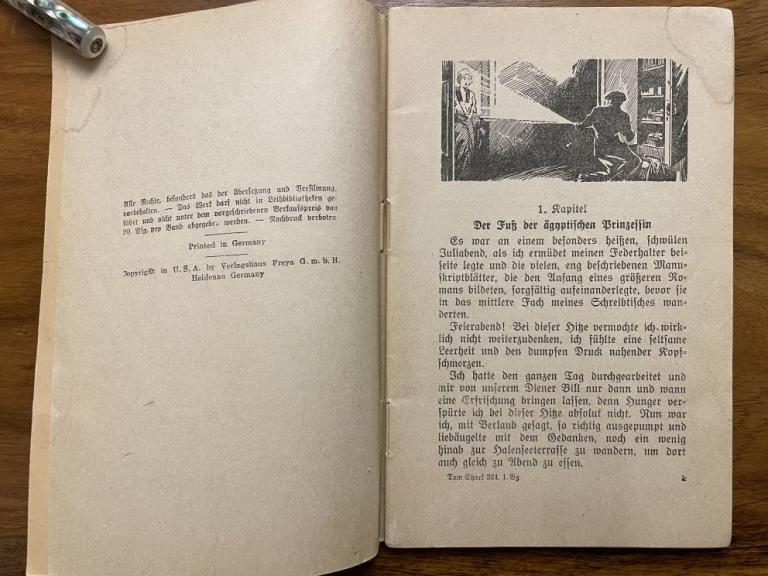 Alle Rechte, besonders das der Übersetzung und Verfilmung,
vorbehalten. — Das Werk darf nicht in Leihbibliotheken ge-
führt und nicht unter dem vorgeschriebenen Verkaufspreis von
20 Pfg. pro Band abgegeben werden. — Nachdruck verboten.
Printed in Germany
Copyright in U. S. A. by Verlagshaus Freya G. m. b. H.
Heidenau Germany
1. Kapitel
Der Fuß der ägyptischen Prinzessin
Es war an einem besonders heißen, schwülen
Juliabend, als ich ermüdet meinen Federhalter bei-
seite legte und die vielen, eng beschriebenen Manu-
skriptblätter, die den Anfang eines größeren Ro-
mans bildeten, sorgfältig aufeinanderlegte, bevor sie
in das mittlere Fach meines Schreibtisches wan-
derten.
Feierabend! Bei dieser Hitze vermochte ich wirk-
lich nicht weiterzudenken, ich fühlte eine seltsame
Leerheit und den dumpfen Druck nahender Kopf-
schmerzen.
Ich hatte den ganzen Tag durchgearbeitet und
mir von unserem Diener Bill nur dann und wann
eine Erfrischung bringen lassen, denn Hunger ver-
spürte ich bei dieser Hitze absolut nicht. Nun war
ich, mit Verlaub gesagt, so richtig ausgepumpt und
liebäugelte mit dem Gedanken, noch ein wenig
hinab zur Halenseeterrasse zu wandern, um dort
auch gleich zu Abend zu essen.
Tom Shark 324. 1. Bg